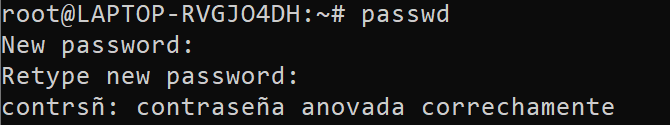 root@LAPTOP-RVGJO4DH:~# passwd
New password:
Retype new password:
contrsñ: contraseña anovada correchamente